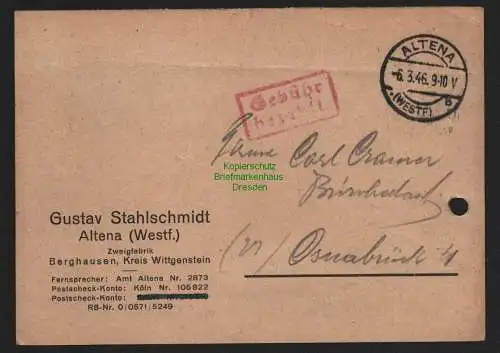 ALTENA
-6.3.46.9-10 V
(WESTF)
Gebühr
bezahlt
Kopierschutz
Briefmarkenhaus
Dresden
Firma Carl Cramer
Gustav Stahlschmidt
Altena (Westf.)
Zweigfabrik
Berghausen, Kreis Wittgenstein
(21) Osnabrück
Fernsprecher: Amt Altena Nr. 2873
Postscheck-Konto: Köln Nr. 105822
Postscheck-Konto:
RB-Nr. 0/0571/5249